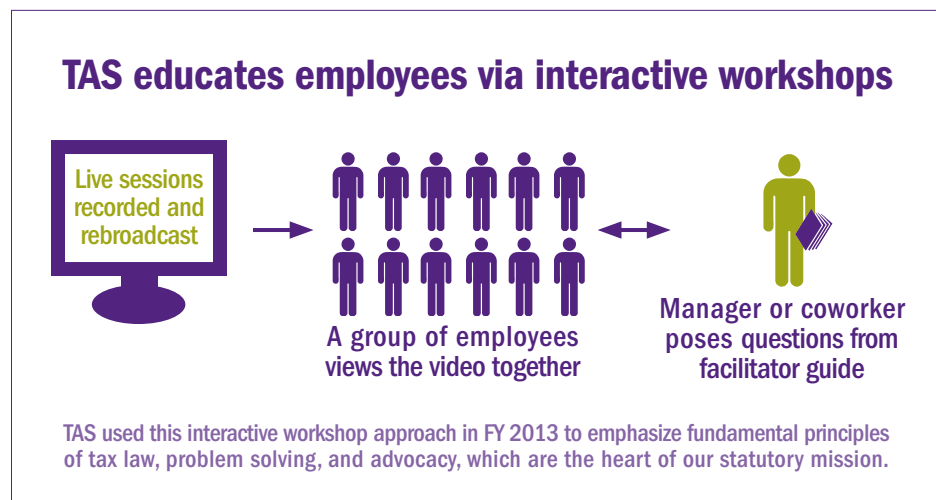 TAS educates employees via interactive workshops
Live sessions
recorded and
rebroadcast
A group of employees
views the video together
Manager or coworker
poses questions from
facilitator guide
TAS used this interactive workshop approach in FY 2013 to emphasize fundamental principles
of tax law, problem solving, and advocacy, which are the heart of our statutory mission.